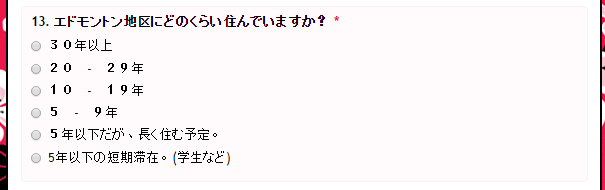 13. エドモントン地区にどのくらい住んでいますか？ *
３０年以上
２０　-　２９年
１０　-　１９年
５　-　９年
５年以下だが、長く住む予定。
5年以下の短期滞在。(学生など)